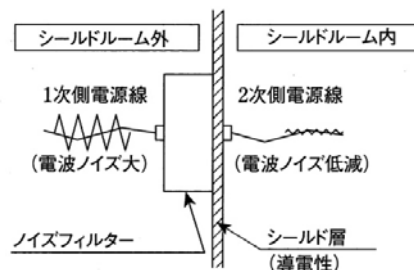 シールドルーム外
シールドルーム内
1次側電源線
2次側電源線
(電波ノイズ大)
(電波ノイズ低減)
ノイズフィルター
シールド層
(導電性)